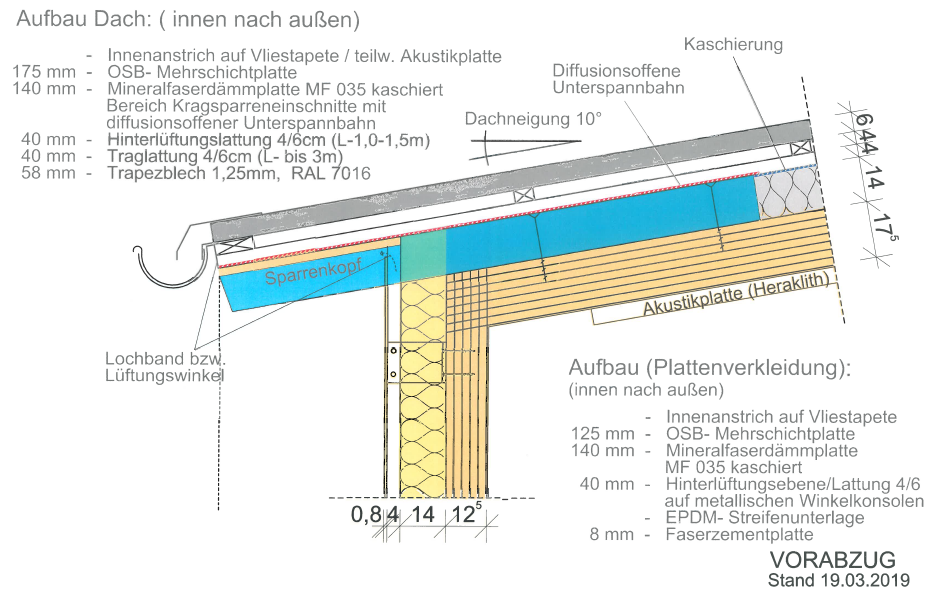 Aufbau Dach: ( innen nach außen)
- Innenanstrich auf Vliestapete / teilw. Akustikplatte
175 mm - OSB- Mehrschichtplatte
140 mm - Mineralfaserdämmplatte MF 035 kaschiert
Bereich Kragsparreneinschnitte mit
diffusionsoffener Unterspannbahn
40 mm - Hinterlüftungslattung 4/6cm (L-1,0-1,5m)
40 mm - Traglattung 4/6cm (L- bis 3m)
58 mm - Trapezblech 1,25mm, RAL 7016
Kaschierung
Diffusionsoffene
Unterspannbahn
Dachneigung 10°
6 4 4 14 17⁵
Sparrenkopf
Akustikplatte (Heraklith)
Lochband bzw.
Lüftungswinkel
Aufbau (Plattenverkleidung):
(innen nach außen)
- Innenanstrich auf Vliestapete
125 mm - OSB- Mehrschichtplatte
140 mm - Mineralfaserdämmplatte
MF 035 kaschiert
40 mm - Hinterlüftungsebene/Lattung 4/6
auf metallischen Winkelkonsolen
- EPDM- Streifenunterlage
8 mm - Faserzementplatte
0,8 4 14 12⁵
VORABZUG
Stand 19.03.2019